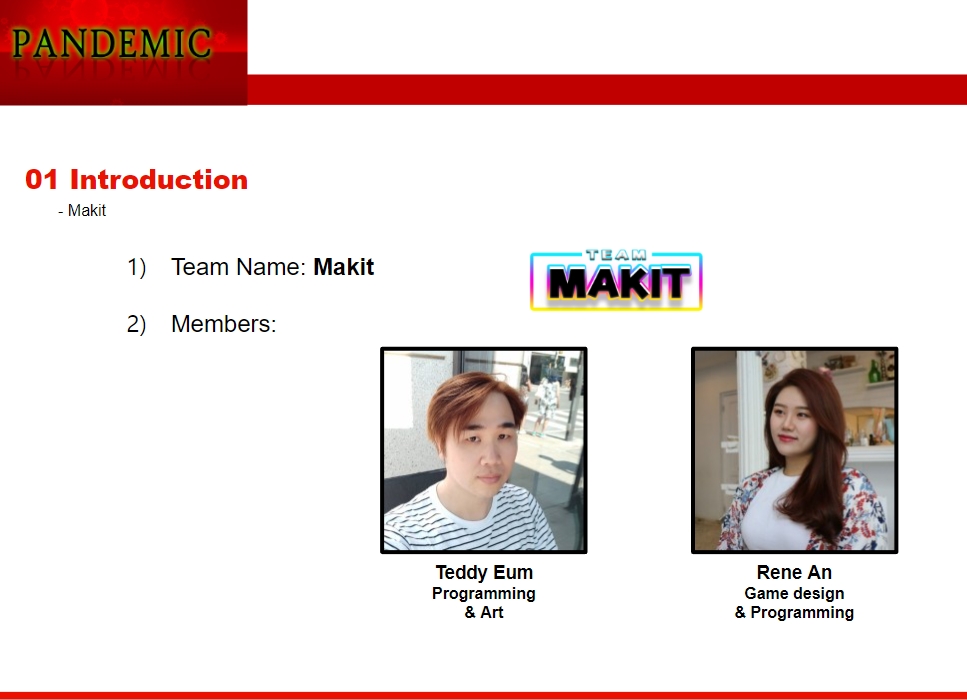 PANDEMIC
01 Introduction
- Makit
1) Team Name: Makit
TEAM
MAKIT
2) Members:
Teddy Eum
Programming
& Art
Rene An
Game design
& Programming